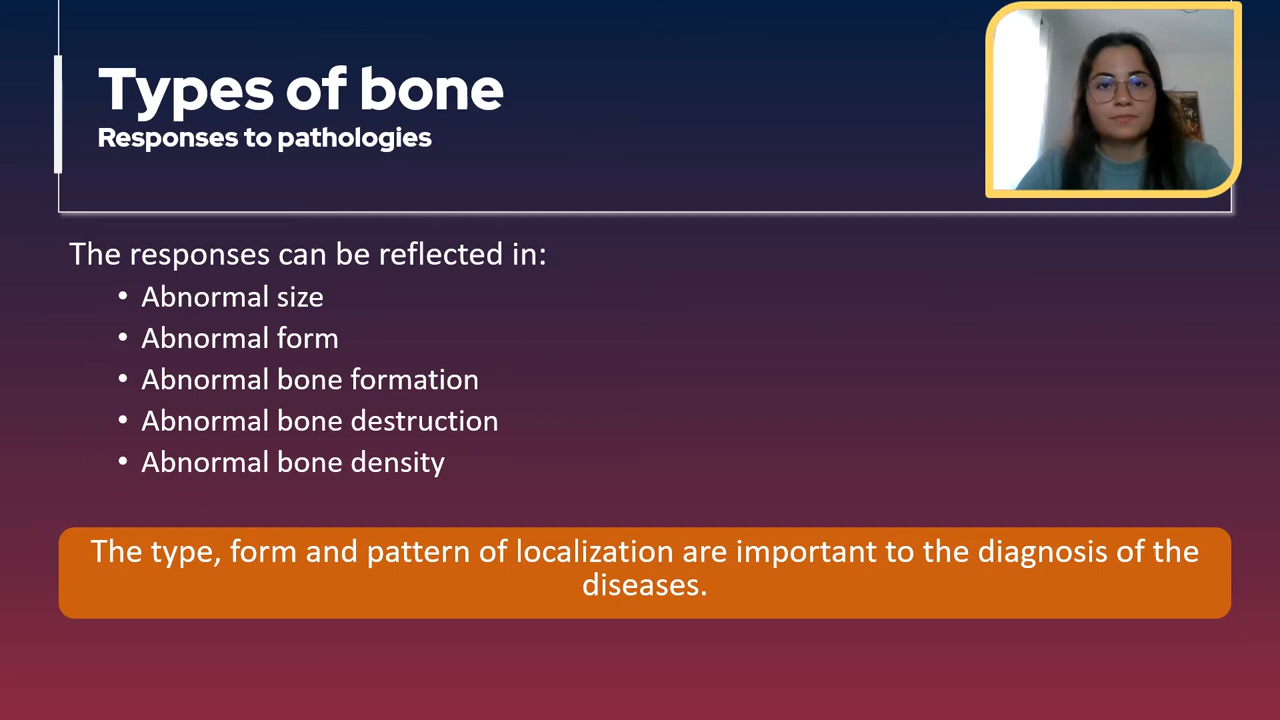 Types of bone
Responses to pathologies
The responses can be reflected in:
• Abnormal size
• Abnormal form
• Abnormal bone formation
• Abnormal bone destruction
• Abnormal bone density
The type, form and pattern of localization are important to the diagnosis of the
diseases.